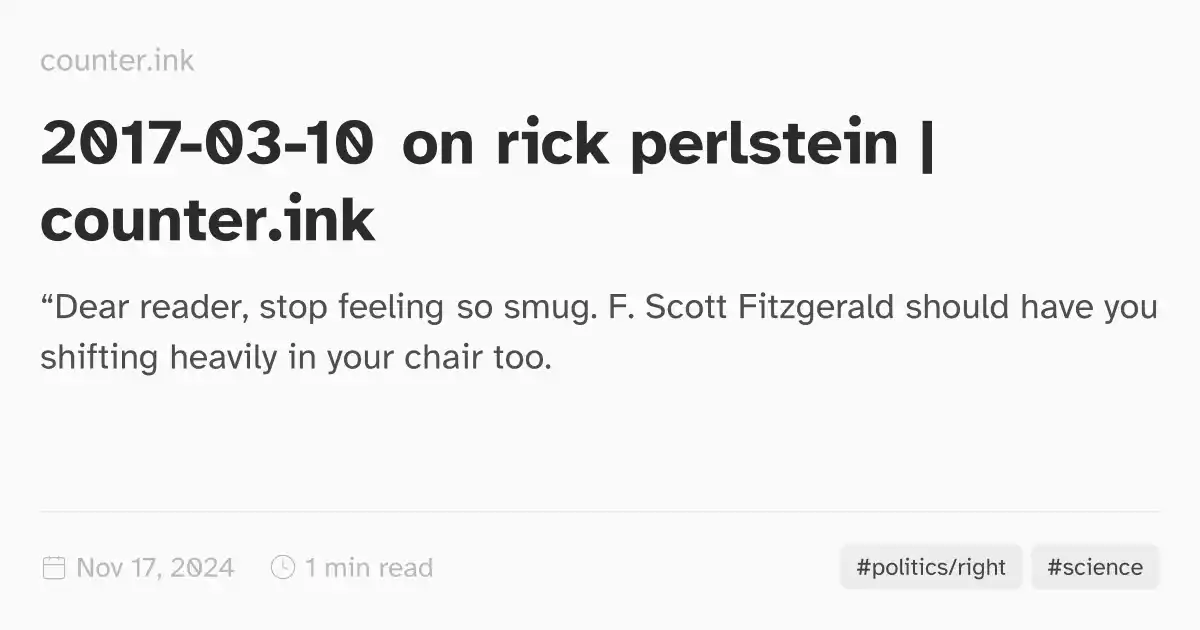 counter.ink
2017-03-10 on rick perlstein |
counter.ink
“Dear reader, stop feeling so smug. F. Scott Fitzgerald should have you
shifting heavily in your chair too.
Nov 17, 2024 1 min read #politics/right #science